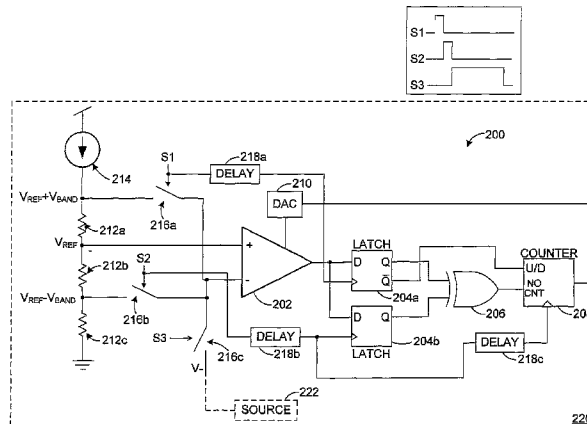 S1
S2
S3
200
214
S1
218a
DELAY
210
DAC
VREF+VBAND
216a
212a
VREF
LATCH
D Q
Q̅
204a
COUNTER
U/D
NO
CNT
S2
212b
+
-
202
VREF-VBAND
216b
D Q
204b
LATCH
206
S3
216c
DELAY
218b
DELAY
218c
212c
V-
222
SOURCE